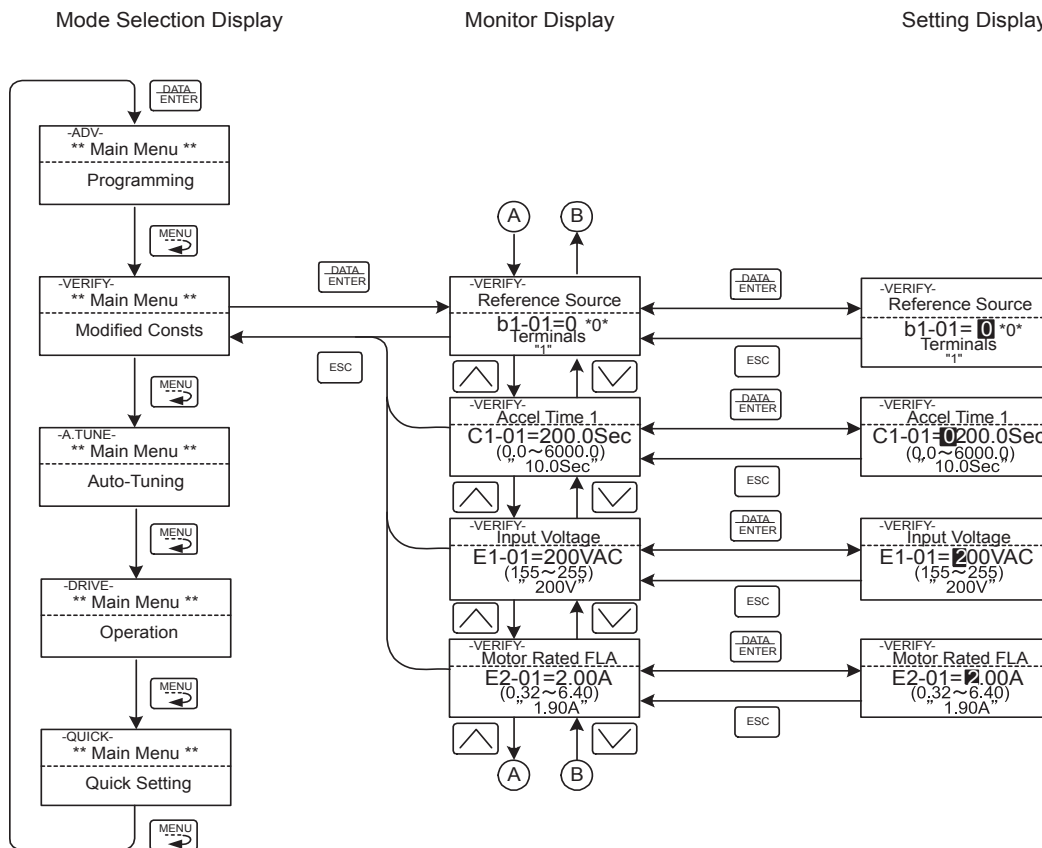 Mode Selection Display
Monitor Display
Setting Display
DATA
ENTER
-ADV-
** Main Menu **
Programming
MENU
-VERIFY-
** Main Menu **
Modified Consts
MENU
-A.TUNE-
** Main Menu **
Auto-Tuning
MENU
-DRIVE-
** Main Menu **
Operation
MENU
-QUICK-
** Main Menu **
Quick Setting
MENU
DATA
ENTER
ESC
A
B
-VERIFY-
Reference Source
b1-01=0 *0*
Terminals
"1"
-VERIFY-
Accel Time 1
C1-01=200.0Sec
(0.0~6000.0)
” 10.0Sec”
-VERIFY-
Input Voltage
E1-01=200VAC
(155~255)
” 200V”
-VERIFY-
Motor Rated FLA
E2-01=2.00A
(0.32~6.40)
” 1.90A”
A
B
DATA
ENTER
ESC
DATA
ENTER
ESC
DATA
ENTER
ESC
DATA
ENTER
ESC
-VERIFY-
Reference Source
b1-01= 0 *0*
Terminals
"1"
-VERIFY-
Accel Time 1
C1-01=0200.0Sec
(0.0~6000.0)
” 10.0Sec”
-VERIFY-
Input Voltage
E1-01= 200VAC
(155~255)
” 200V”
-VERIFY-
Motor Rated FLA
E2-01= 2.00A
(0.32~6.40)
” 1.90A”